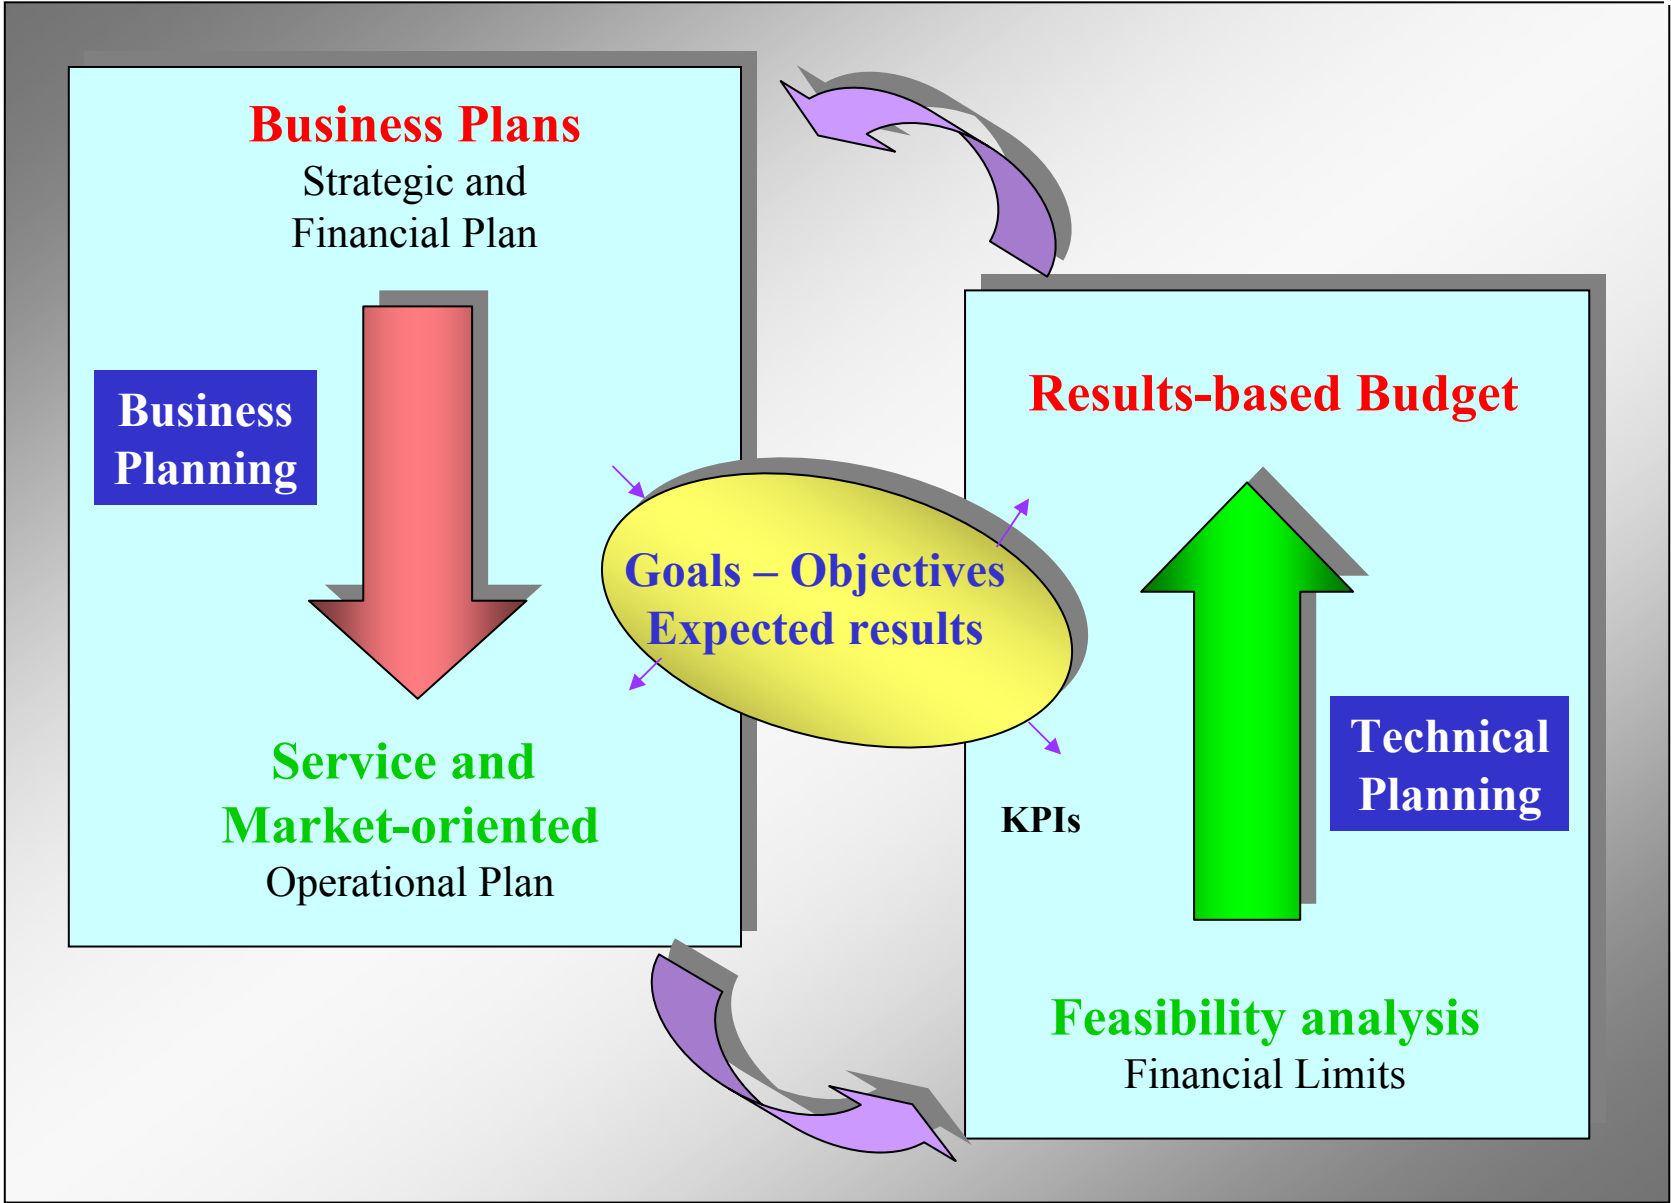 Business Plans
Strategic and
Financial Plan
Business
Planning
Service and
Market-oriented
Operational Plan
Goals – Objectives
Expected results
Results-based Budget
KPIs
Technical
Planning
Feasibility analysis
Financial Limits